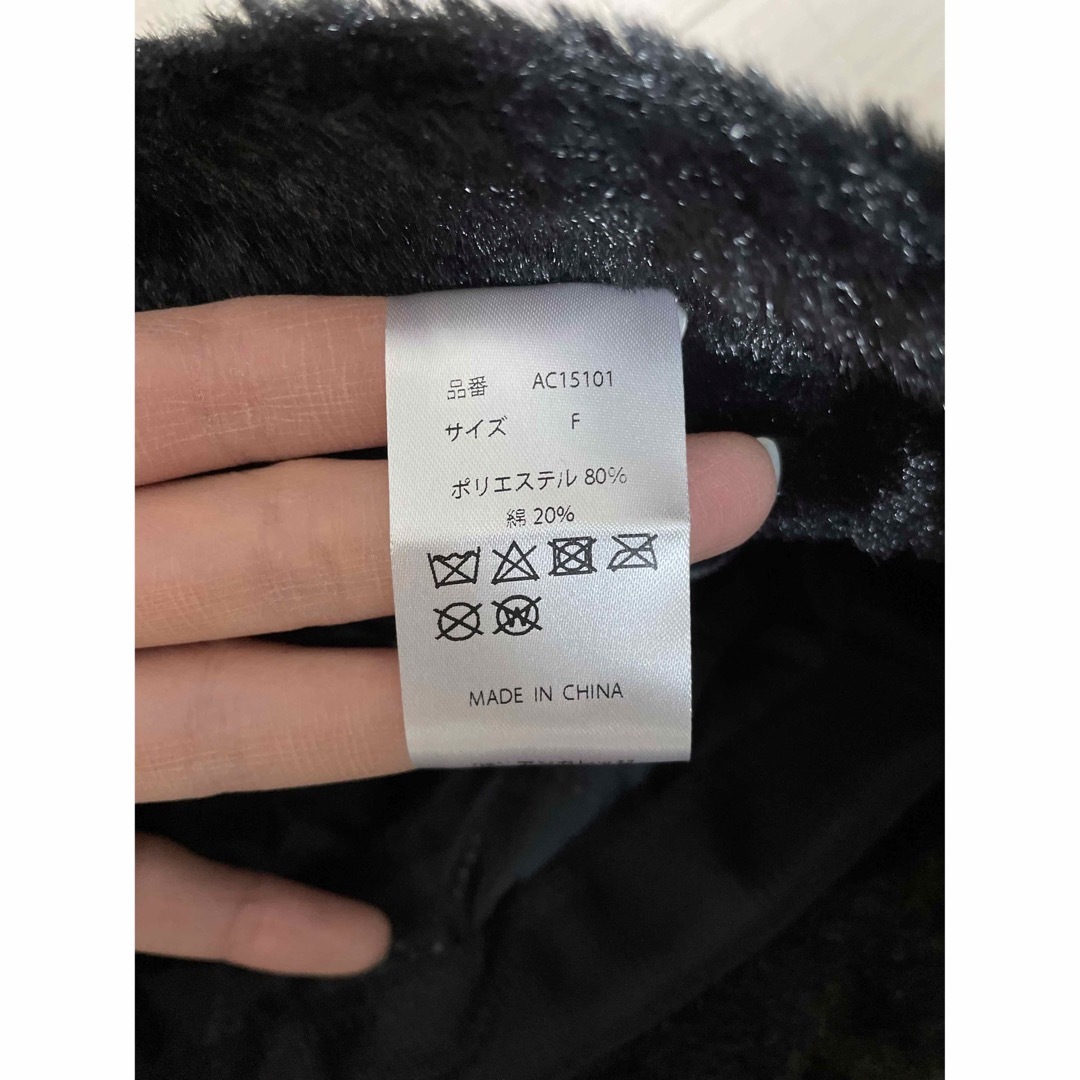 品番 AC15101
サイズ F
ポリエステル 80%
綿 20%
MADE IN CHINA